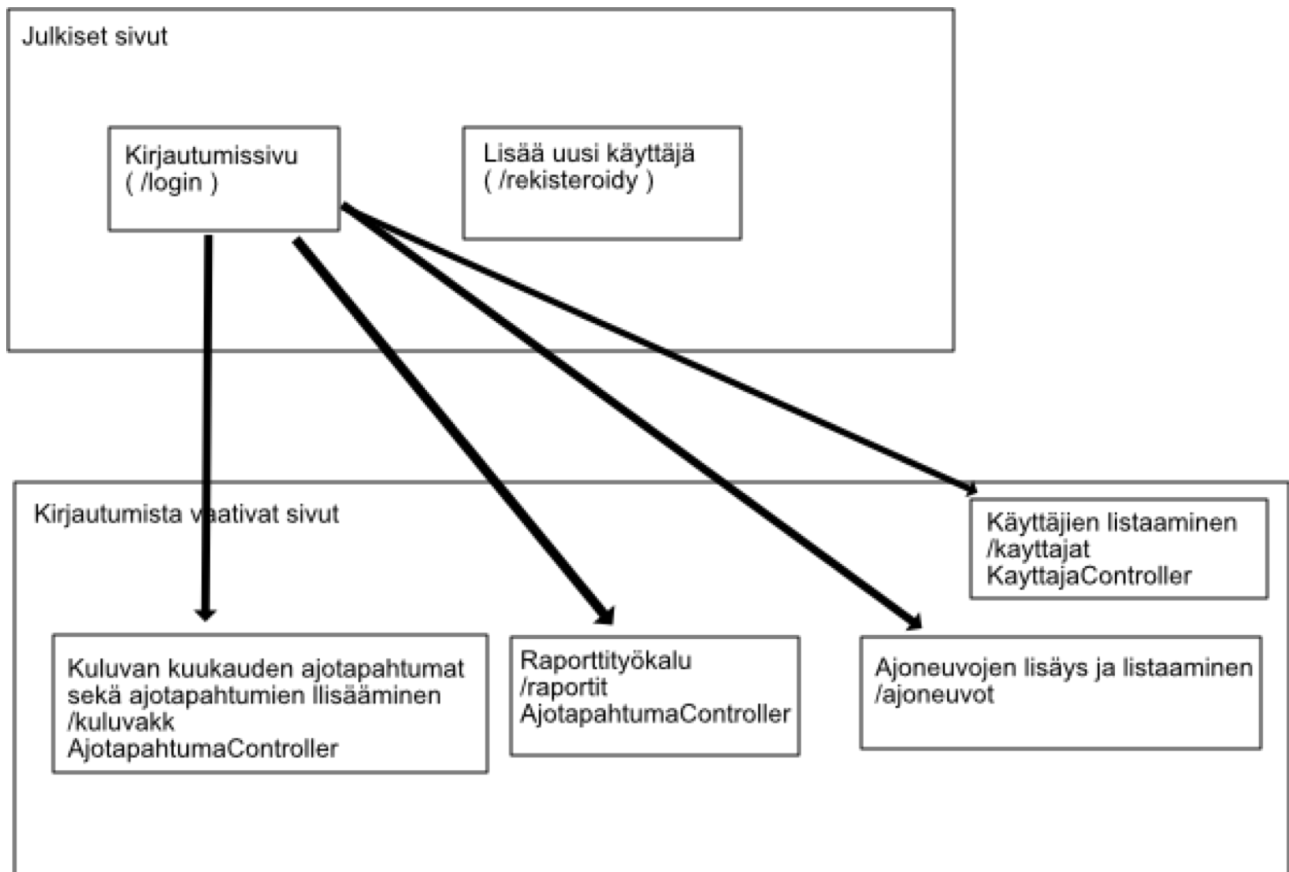 Julkiset sivut
Kirjautumissivu
( /login )
Lisää uusi käyttäjä
( /rekisteroidy )
Kirjautumista vaativat sivut
Käyttäjien listaaminen
/kayttajat
KayttajaController
Kuluvan kuukauden ajotapahtumat
sekä ajotapahtumien llisääminen
/kuluvakk
AjotapahtumaController
Raporttityökalu
/raportit
AjotapahtumaController
Ajoneuvojen lisäys ja listaaminen
/ajoneuvot